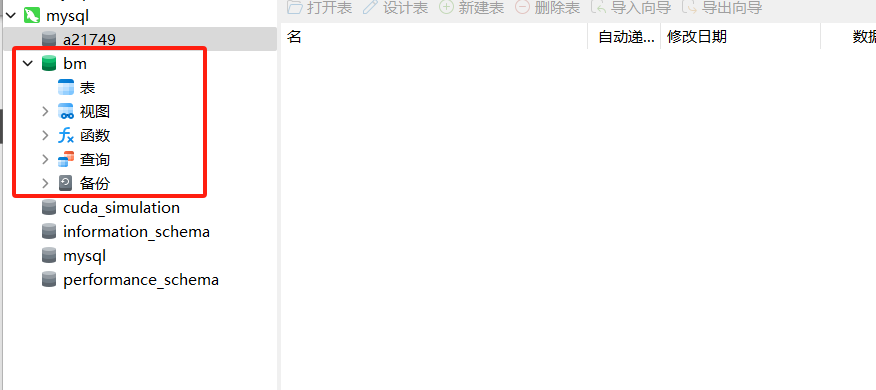 打开表 设计表 新建表 删除表 导入向导 导出向导
mysql
名 自动递... 修改日期 数据
a21749
bm
表
视图
函数
查询
备份
cuda_simulation
information_schema
mysql
performance_schema